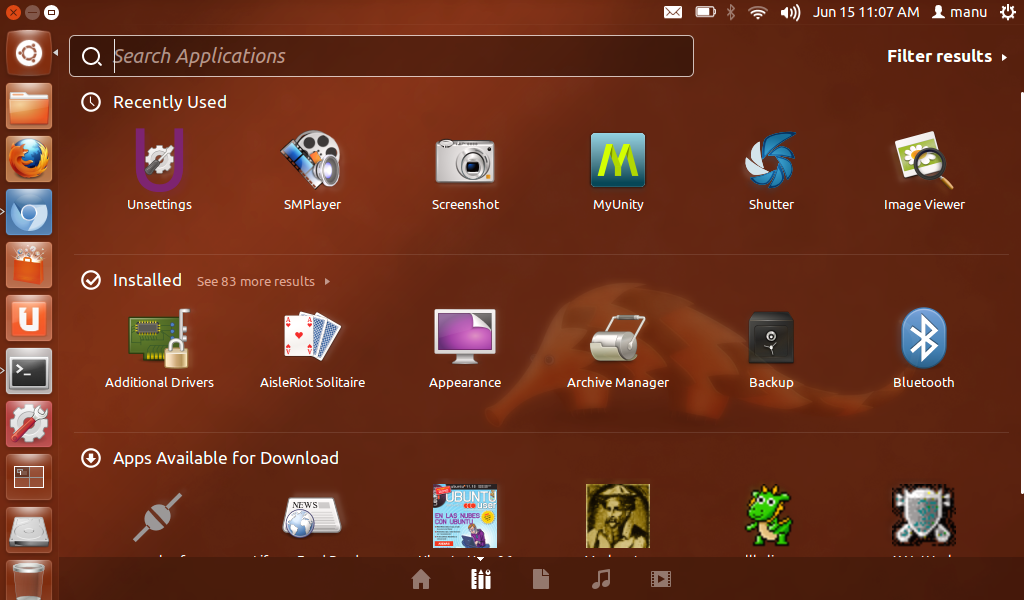 Jun 15 11:07 AM manu
Search Applications
Filter results
Recently Used
Unsettings SMPlayer Screenshot MyUnity Shutter Image Viewer
Installed See 83 more results
Additional Drivers AisleRiot Solitaire Appearance Archive Manager Backup Bluetooth
Apps Available for Download
NEWS
UBUNTU
user
EN LAS NUBES
CON UBUNTU